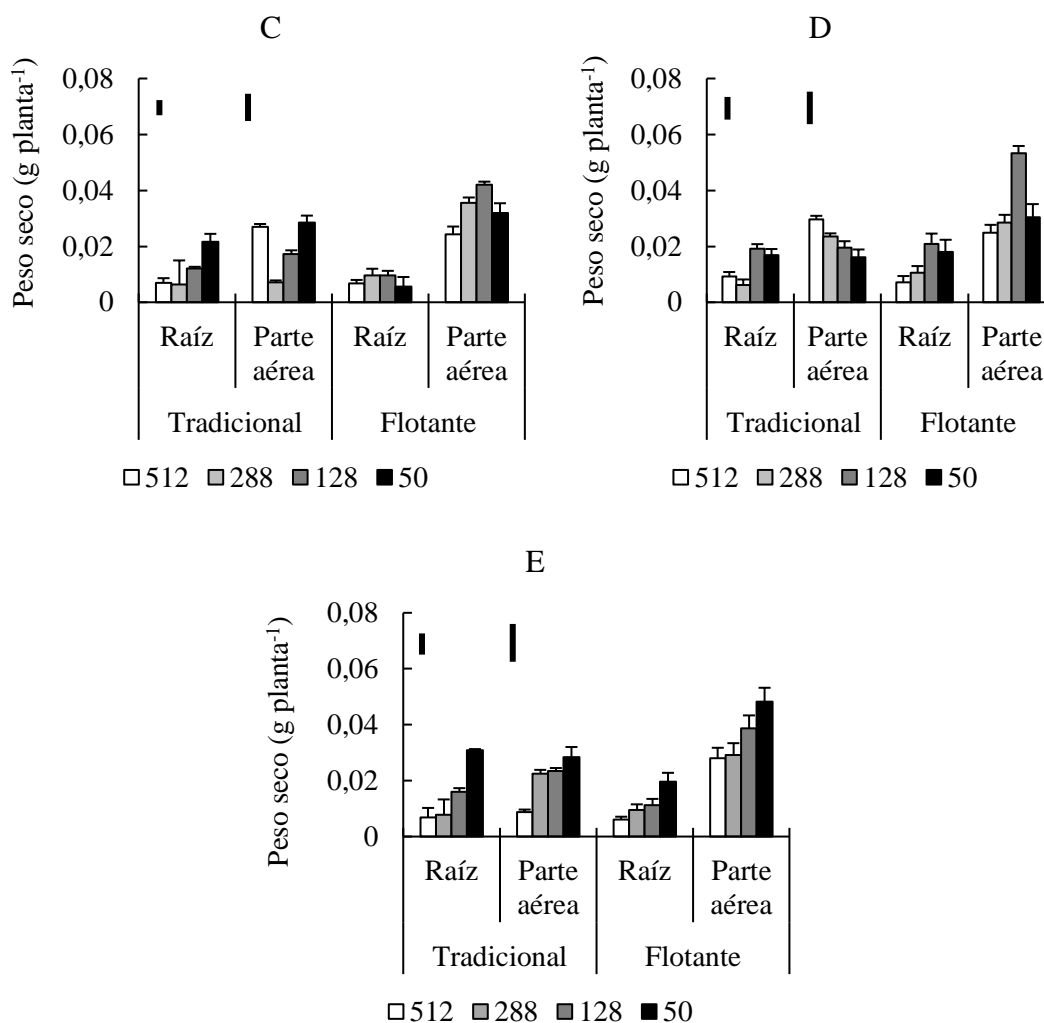 C
Peso seco (g planta-1)
0,08
0,06
0,04
0,02
0
Raíz
Parte
aérea
Raíz
Parte
aérea
Tradicional
Flotante
512 288 128 50
D
Peso seco (g planta-1)
0,08
0,06
0,04
0,02
0
Raíz
Parte
aérea
Raíz
Parte
aérea
Tradicional
Flotante
512 288 128 50
E
Peso seco (g planta-1)
0,08
0,06
0,04
0,02
0
Raíz
Parte
aérea
Raíz
Parte
aérea
Tradicional
Flotante
512 288 128 50